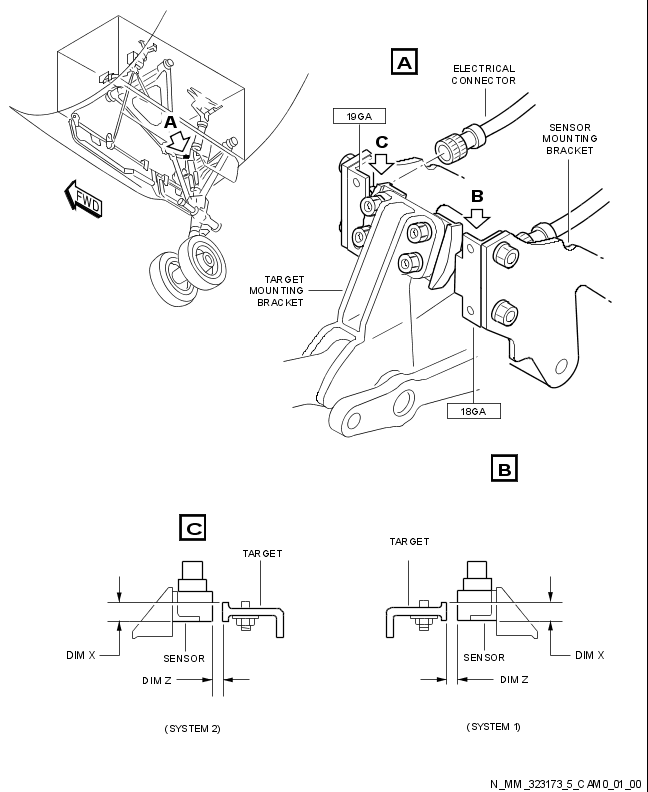 A
FWD
A
ELECTRICAL
CONNECTOR
19GA
C
SENSOR
MOUNTING
BRACKET
B
TARGET
MOUNTING
BRACKET
18GA
B
C
TARGET
DIM X
SENSOR
DIM Z
(SYSTEM 2)
TARGET
SENSOR
DIM X
DIM Z
(SYSTEM 1)
N_MM_323173_5_CAM0_01_00